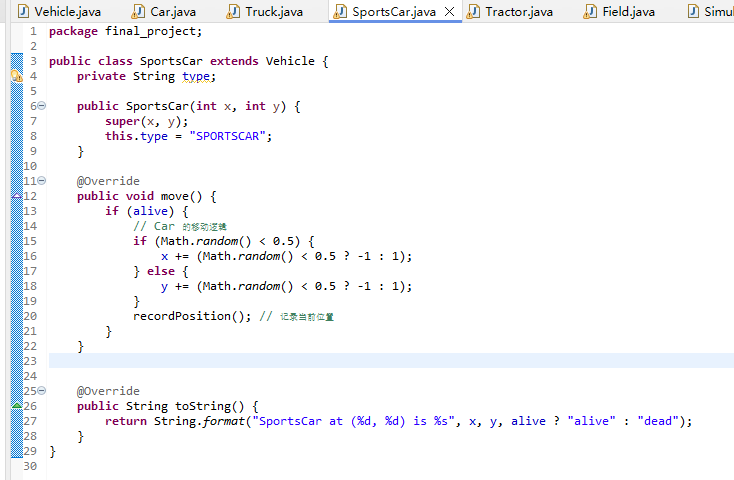 Vehicle.java Car.java Truck.java SportsCar.java Tractor.java Field.java Simul
1 package final_project;
2
3 public class SportsCar extends Vehicle {
4     private String type;
5
6     public SportsCar(int x, int y) {
7         super(x, y);
8         this.type = "SPORTSCAR";
9     }
10
11     @Override
12     public void move() {
13         if (alive) {
14             // Car 的移动逻辑
15             if (Math.random() < 0.5) {
16                 x += (Math.random() < 0.5 ? -1 : 1);
17             } else {
18                 y += (Math.random() < 0.5 ? -1 : 1);
19             }
20             recordPosition(); // 记录当前位置
21         }
22     }
23
24
25     @Override
26     public String toString() {
27         return String.format("SportsCar at (%d, %d) is %s", x, y, alive ? "alive" : "dead");
28     }
29 }
30